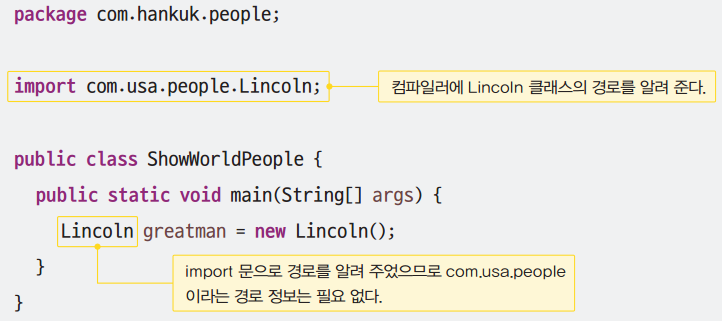 package com.hankuk.people;
import com.usa.people.Lincoln;
컴파일러에 Lincoln 클래스의 경로를 알려 준다.
public class ShowWorldPeople {
public static void main(String[] args) {
Lincoln greatman = new Lincoln();
}
import 문으로 경로를 알려 주었으므로 com.usa.people
이라는 경로 정보는 필요 없다.
}